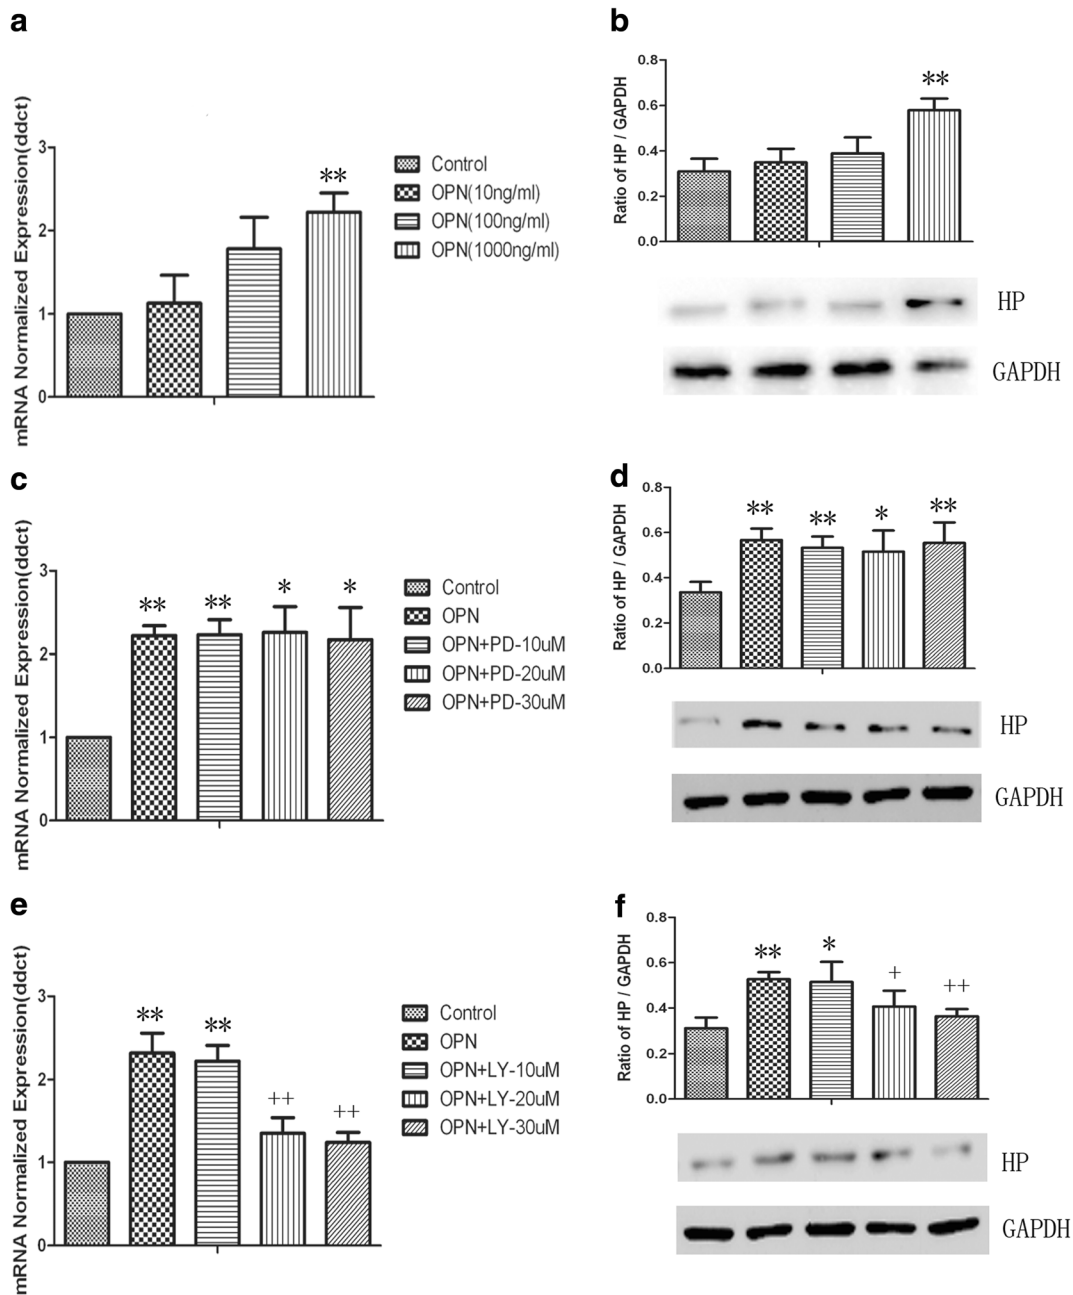 a
mRNA Normalized Expression(ddct)
3
2
1
0
**
Control
OPN(10ng/ml)
OPN(100ng/ml)
OPN(1000ng/ml)
b
Ratio of HP / GAPDH
0.8
0.6
0.4
0.2
0.0
**
HP
GAPDH
c
mRNA Normalized Expression(ddct)
3
2
1
0
** ** * *
Control
OPN
OPN+PD-10uM
OPN+PD-20uM
OPN+PD-30uM
d
Ratio of HP / GAPDH
0.8
0.6
0.4
0.2
0.0
** ** * **
HP
GAPDH
e
mRNA Normalized Expression(ddct)
3
2
1
0
** ** ++ ++
Control
OPN
OPN+LY-10uM
OPN+LY-20uM
OPN+LY-30uM
f
Ratio of HP / GAPDH
0.8
0.6
0.4
0.2
0.0
** * + ++
HP
GAPDH